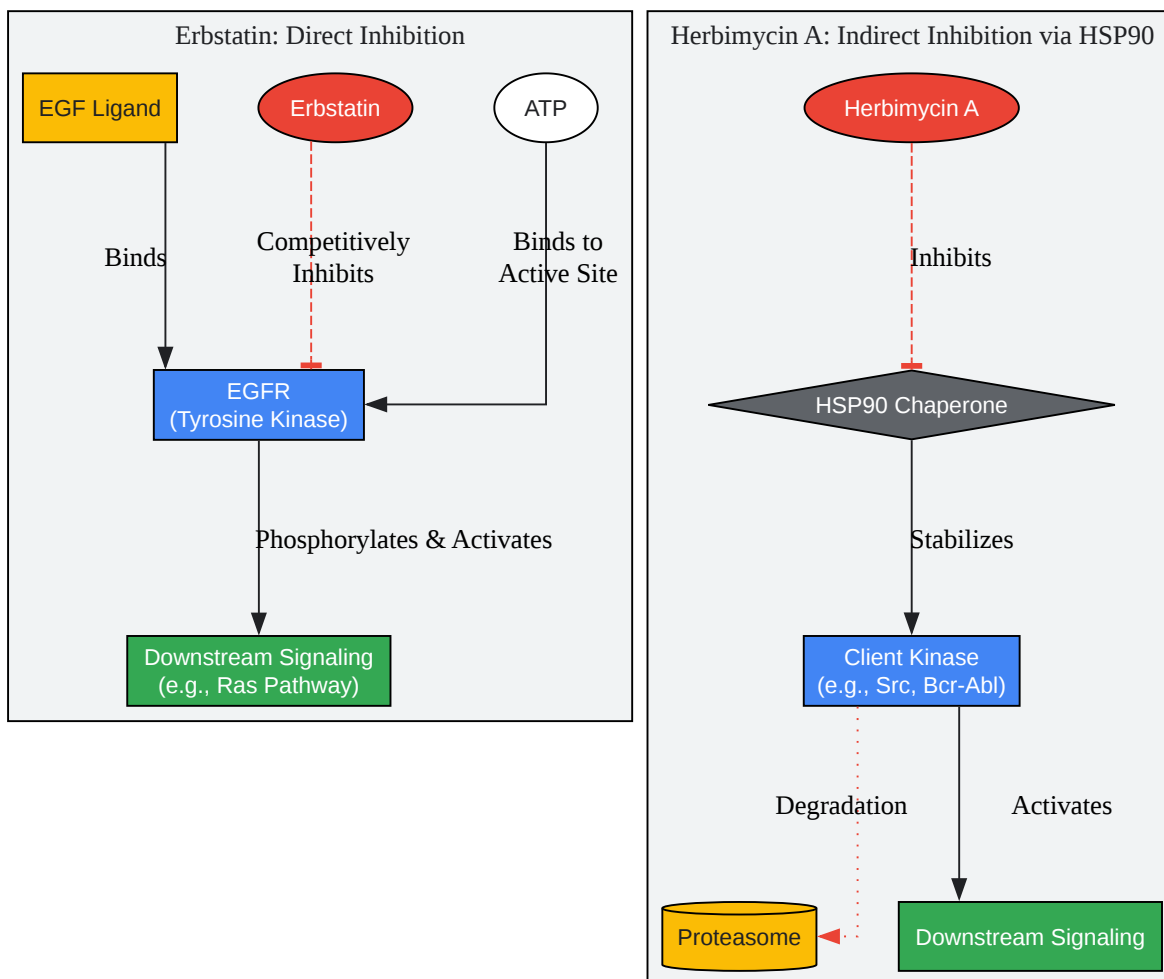 Erbstatin: Direct Inhibition
EGF Ligand
Erbstatin
ATP
Binds
Competitively
Inhibits
Binds to
Active Site
EGFR
(Tyrosine Kinase)
Phosphorylates & Activates
Downstream Signaling
(e.g., Ras Pathway)
Herbimycin A: Indirect Inhibition via HSP90
Herbimycin A
Inhibits
HSP90 Chaperone
Stabilizes
Client Kinase
(e.g., Src, Bcr-Abl)
Degradation
Activates
Proteasome
Downstream Signaling